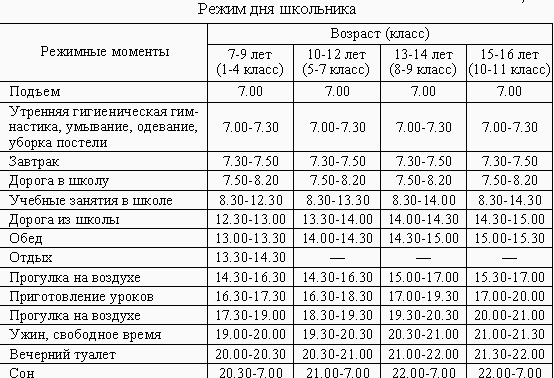 Режим дня школьника
Режимные моменты Возраст (класс)
7-9 лет (1-4 класс) 10-12 лет (5-7 класс) 13-14 лет (8-9 класс) 15-16 лет (10-11 класс)
Подъем 7.00 7.00 7.00 7.00
Утренняя гигиеническая гим-
настика, умывание, одевание, 7.00-7.30 7.00-7.30 7.00-7.30 7.00-7.30
уборка постели
Завтрак 7.30-7.50 7.30-7.50 7.30-7.50 7.30-7.50
Дорога в школу 7.50-8.20 7.50-8.20 7.50-8.20 7.50-8.20
Учебные занятия в школе 8.30-12.30 8.30-13.30 8.30-14.00 8.30-14.30
Дорога из школы 12.30-13.00 13.30-14.00 14.00-14.30 14.30-15.00
Обед 13.00-13.30 14.00-14.30 14.30-15.00 15.00-15.30
Отдых 13.30-14.30 — — —
Прогулка на воздухе 14.30-16.30 14.30-16.30 15.00-17.00 15.30-17.00
Приготовление уроков 16.30-17.30 16.30-18.30 17.00-19.30 17.00-20.00
Прогулка на воздухе 17.30-19.00 18.30-19.30 19.30-20.30 20.00-21.00
Ужин, свободное время 19.00-20.00 19.30-20.30 20.30-21.00 21.00-21.30
Вечерний туалет 20.00-20.30 20.30-21.00 21.00-22.00 21.30-22.00
Сон 20.30-7.00 21.00-7.00 22.00-7.00 22.00-7.00